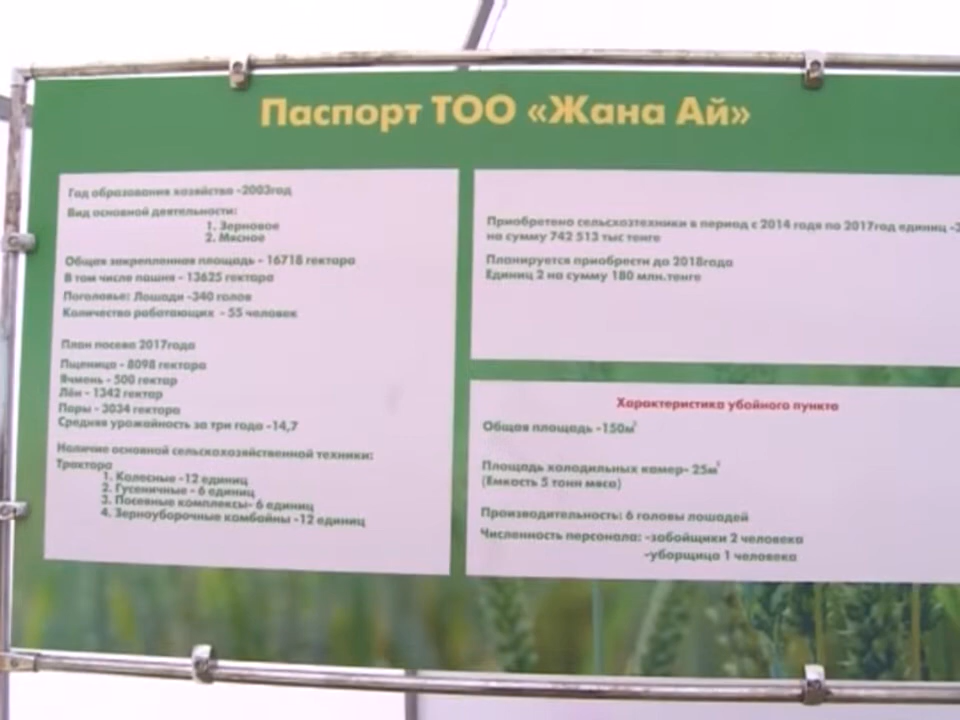 Паспорт ТОО «Жана Ай»
Год образования хозяйства -2003год
Вид основной деятельности:
1. Зерновое
2. Мясное
Общая закрепленная площадь - 16718 гектара
В том числе пашня - 13625 гектара
Поголовье: Лошади -340 голов
Количество работающих - 55 человек
План посева 2017года
Пщеница - 8098 гектара
Ячмень - 500 гектар
Лён - 1342 гектар
Пары - 3034 гектара
Средняя урожайность за три года -14,7
Наличие основной сельскохозяйственной техники:
Трактора
1. Колесные -12 единиц
2. Гусеничные - 6 единиц
3. Посевные комплексы- 6 единиц
4. Зерноуборочные комбайны -12 единиц
Приобретено сельскохозтехники в период с 2014 годя по 2017год единиц
на сумму 742 513 тыс тенге
Планируется приобрести до 2018года
Единиц 2 на сумму 180 млн.тенге
Характеристика убойного пункта
Общая площадь -150м²
Площадь холодильных камер- 25м²
(Емкость 5 тонн мяса)
Производительность: 6 головы лошадей
Численность персонала: -забойщики 2 человека
-уборщица 1 человека